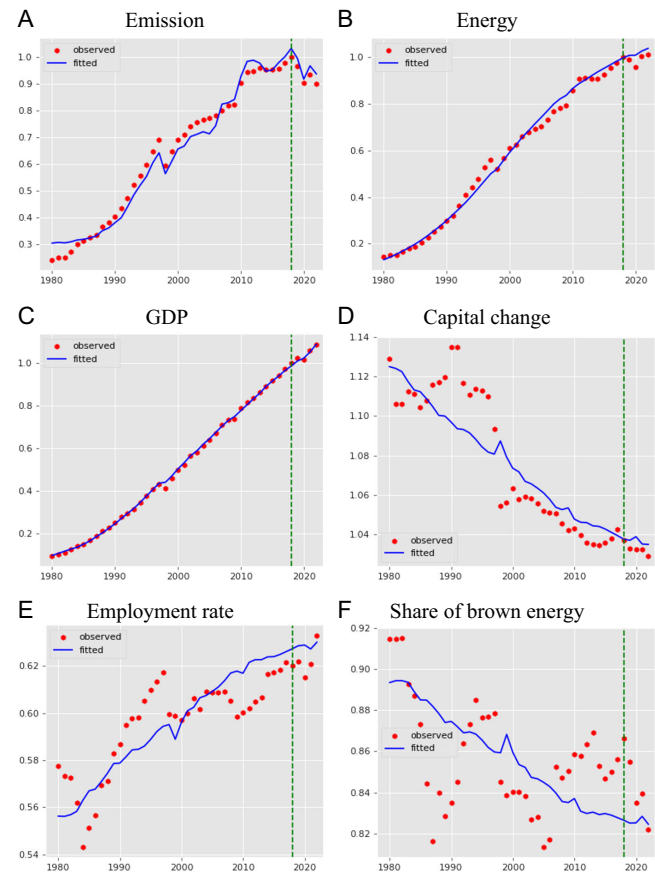 A Emission
observed
fitted
1.0
0.9
0.8
0.7
0.6
0.5
0.4
0.3
1980 1990 2000 2010 2020
B Energy
observed
fitted
1.0
0.8
0.6
0.4
0.2
1980 1990 2000 2010 2020
C GDP
observed
fitted
1.0
0.8
0.6
0.4
0.2
1980 1990 2000 2010 2020
D Capital change
1.14
1.12
1.10
1.08
1.06
1.04
observed
fitted
1980 1990 2000 2010 2020
E Employment rate
observed
fitted
0.62
0.60
0.58
0.56
0.54
1980 1990 2000 2010 2020
F Share of brown energy
0.92
0.90
0.88
0.86
observed
fitted
0.84
0.82
1980 1990 2000 2010 2020